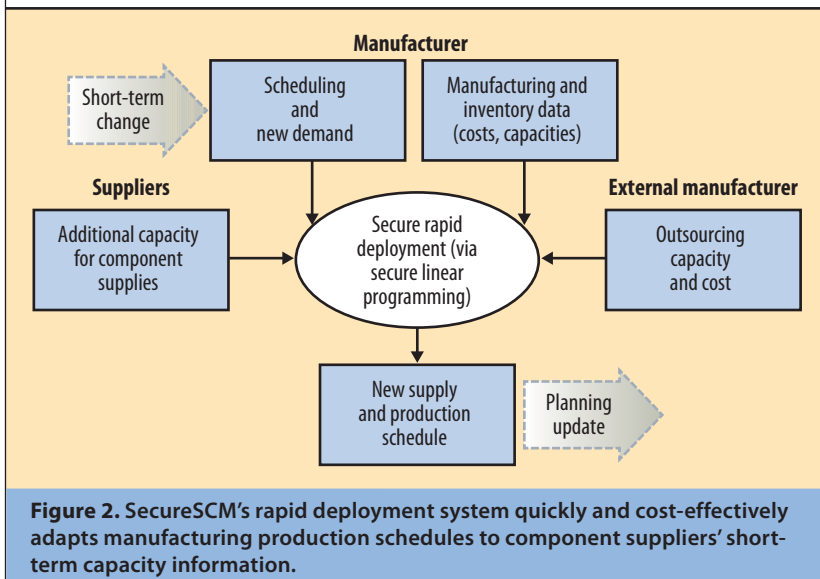 Manufacturer
Short-term
change
Scheduling
and
new demand
Manufacturing and
inventory data
(costs, capacities)
Suppliers
External manufacturer
Additional capacity
for component
supplies
Secure rapid
deployment (via
secure linear
programming)
Outsourcing
capacity
and cost
New supply
and production
schedule
Planning
update
Figure 2. SecureSCM’s rapid deployment system quickly and cost-effectively
adapts manufacturing production schedules to component suppliers’ short-
term capacity information.